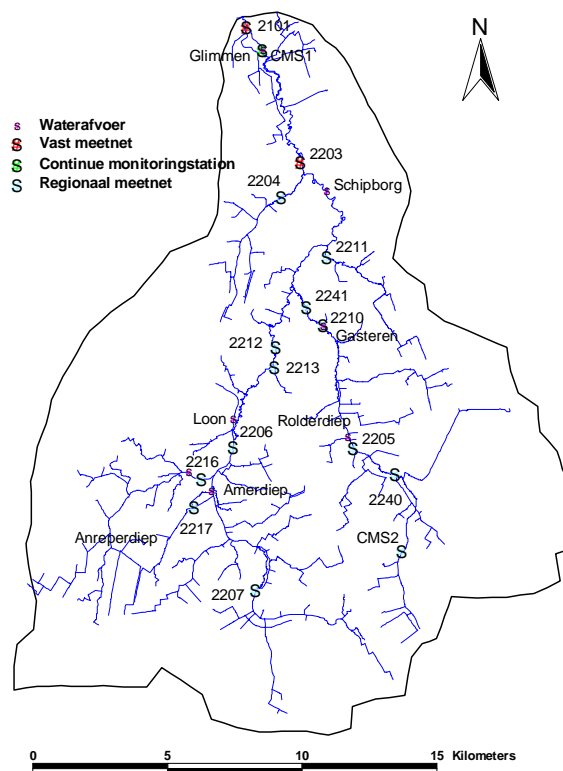 2101
N
Glimmen
CMS1
s Waterafvoer
S Vast meetnet
S Continue monitoringstation
S Regionaal meetnet
2203
2204
Schipborg
2211
2241
2210
Gasteren
2212
2213
Loon
Rolderdiep
2206
2205
2216
Amerdiep
2240
2217
Anreperdiep
CMS2
2207
0 5 10 15 Kilometers